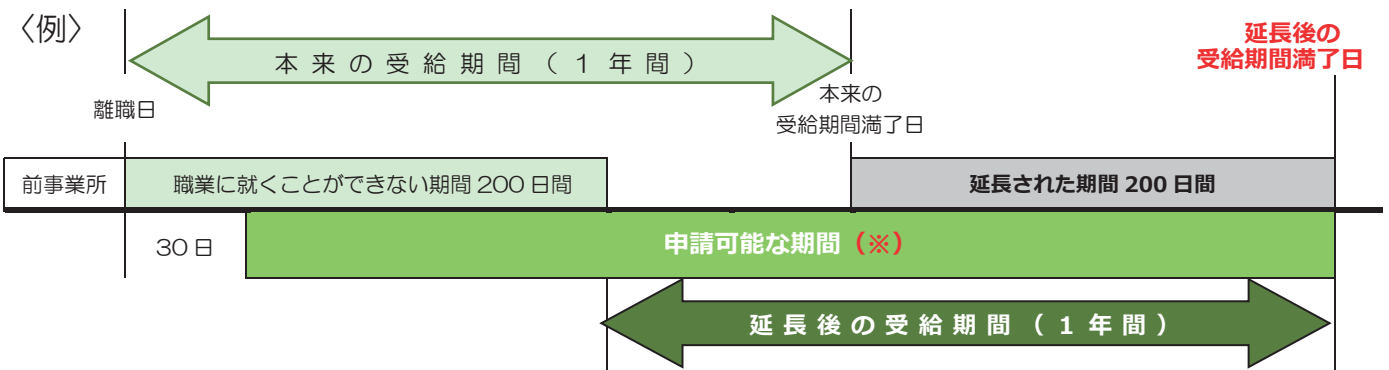 〈例〉
本来の受給期間(1年間)
延長後の
受給期間満了日
離職日
本来の
受給期間満了日
前事業所
職業に就くことができない期間 200 日間
延長された期間 200 日間
30 日
申請可能な期間(※)
延長後の受給期間(1年間)